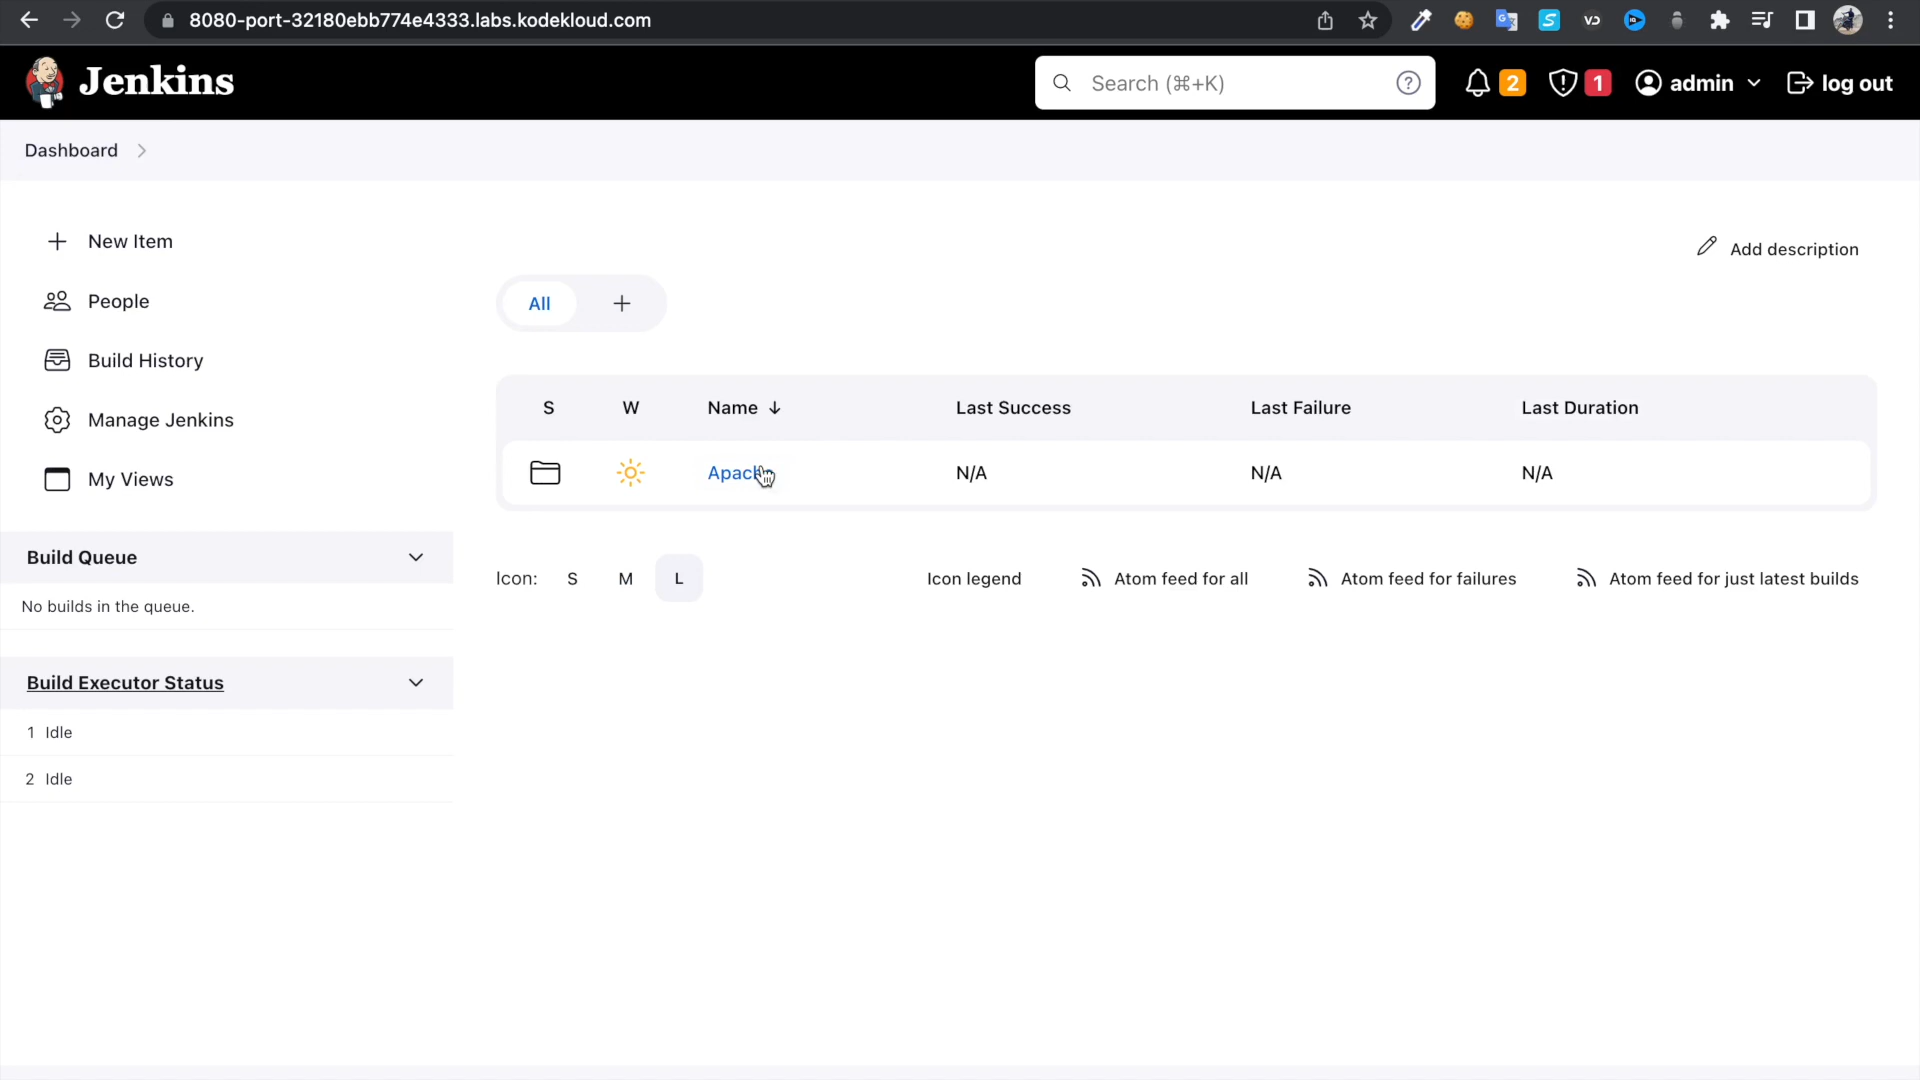 8080-port-32180ebb774e4333.labs.kodekloud.com
Jenkins
Search (⌘+K)
2
1
admin
log out
Dashboard
New Item
People
Build History
Manage Jenkins
My Views
Add description
All
S W Name ↓ Last Success Last Failure Last Duration
N/A N/A N/A
Icon: S M L
Icon legend
Atom feed for all
Atom feed for failures
Atom feed for just latest builds
Build Queue
No builds in the queue.
Build Executor Status
1 Idle
2 Idle